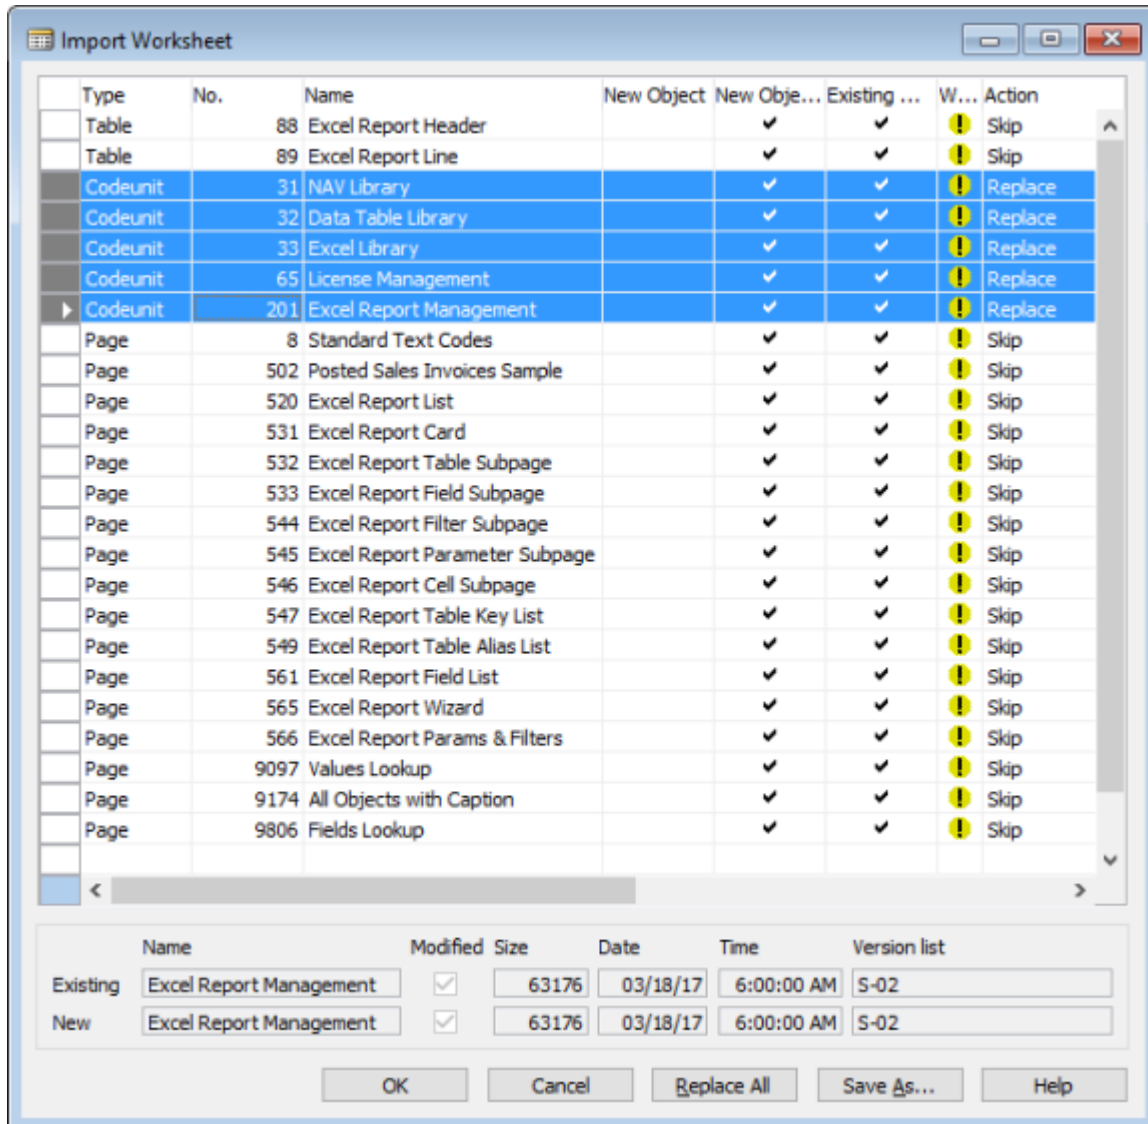 Import Worksheet
Type No. Name New Object New Obje... Existing ... W... Action
Table 88 Excel Report Header Skip
Table 89 Excel Report Line Skip
Codeunit 31 NAV Library Replace
Codeunit 32 Data Table Library Replace
Codeunit 33 Excel Library Replace
Codeunit 65 License Management Replace
Codeunit 201 Excel Report Management Replace
Page 8 Standard Text Codes Skip
Page 502 Posted Sales Invoices Sample Skip
Page 520 Excel Report List Skip
Page 531 Excel Report Card Skip
Page 532 Excel Report Table Subpage Skip
Page 533 Excel Report Field Subpage Skip
Page 544 Excel Report Filter Subpage Skip
Page 545 Excel Report Parameter Subpage Skip
Page 546 Excel Report Cell Subpage Skip
Page 547 Excel Report Table Key List Skip
Page 549 Excel Report Table Alias List Skip
Page 561 Excel Report Field List Skip
Page 565 Excel Report Wizard Skip
Page 566 Excel Report Params & Filters Skip
Page 9097 Values Lookup Skip
Page 9174 All Objects with Caption Skip
Page 9806 Fields Lookup Skip
Name Modified Size Date Time Version list
Existing Excel Report Management 63176 03/18/17 6:00:00 AM S-02
New Excel Report Management 63176 03/18/17 6:00:00 AM S-02
OK Cancel Replace All Save As... Help